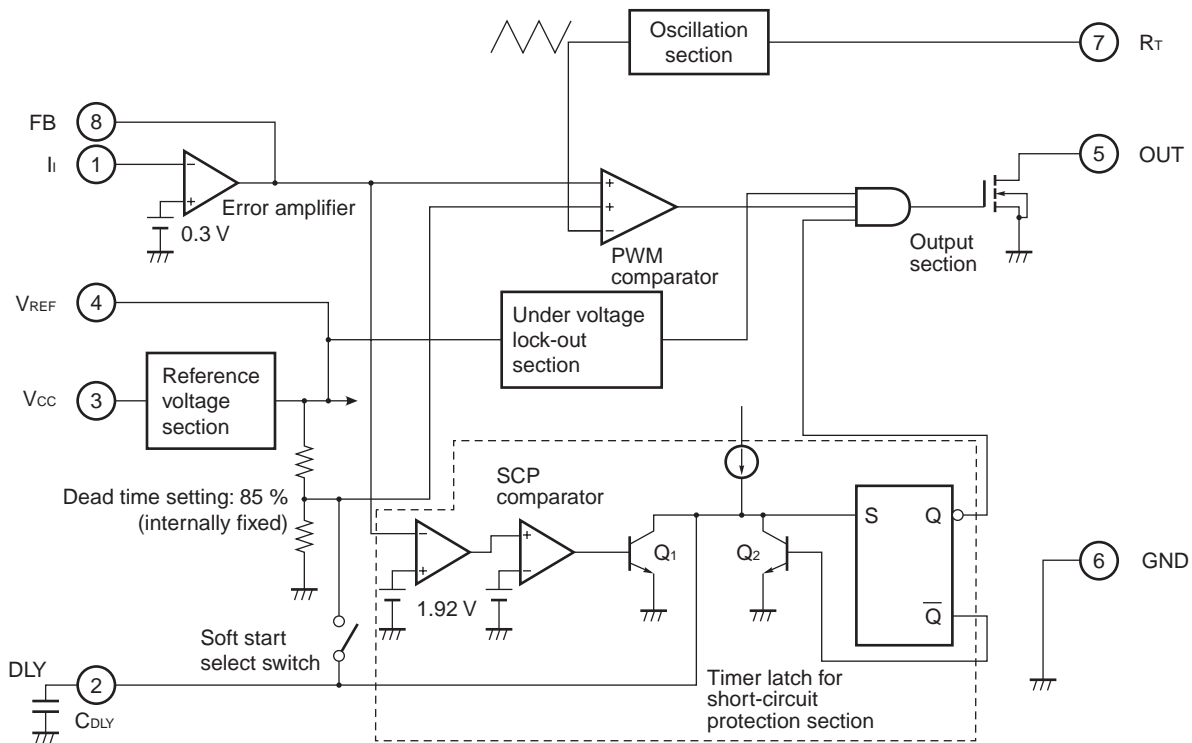 Oscillation
section
7
RT
FB
8
II
1
−
+
Error amplifier
0.3 V
+
+
−
PWM
comparator
5
OUT
Output
section
VREF
4
Under voltage
lock-out
section
VCC
3
Reference
voltage
section
Dead time setting: 85 %
(internally fixed)
SCP
comparator
−
+
+
−
1.92 V
Q1
Q2
S
Q
Q̅
6
GND
Soft start
select switch
DLY
2
CDLY
Timer latch for
short-circuit
protection section